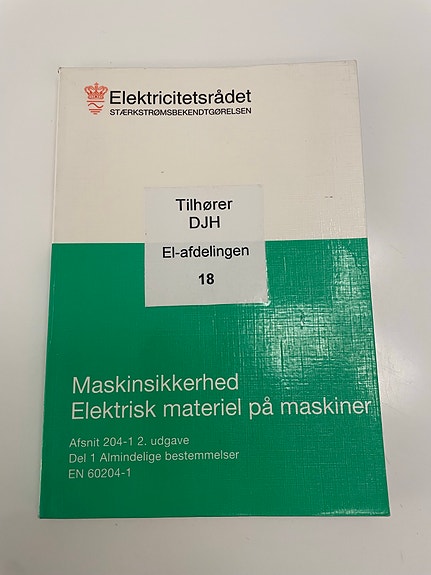 Elektricitetsrådet
STÆRKSTRØMSBEKENDTGØRELSEN
Tilhører
DJH
El-afdelingen
18
Maskinsikkerhed
Elektrisk materiel på maskiner
Afsnit 204-1 2. udgave
Del 1 Almindelige bestemmelser
EN 60204-1